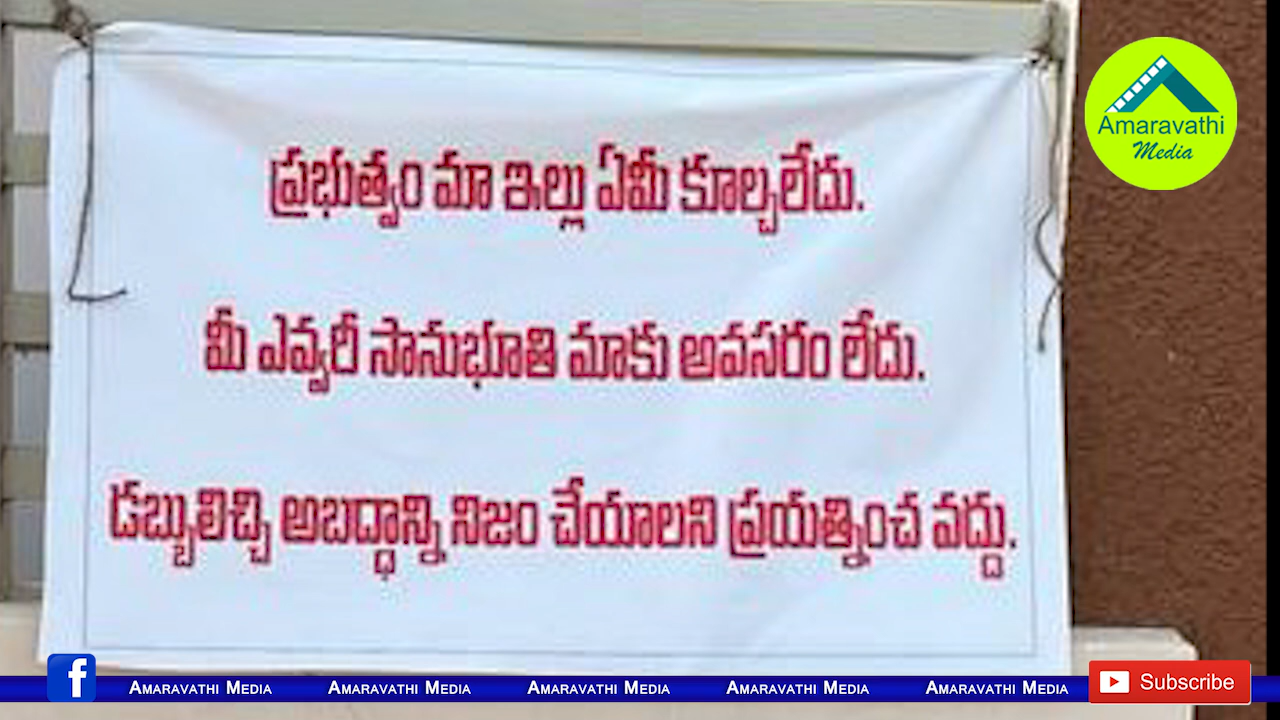 Amaravathi
Media
ప్రభుత్వం మా ఇల్లు ఏమీ కూల్చలేదు.
మీ ఎవ్వరీ సానుభూతి మాకు అవసరం లేదు.
డబ్బులిచ్చి అబద్ధాన్ని నిజం చేయాలని ప్రయత్నించ వద్దు.
f Amaravathi Media Amaravathi Media Amaravathi Media Amaravathi Media Amaravathi Media Subscribe